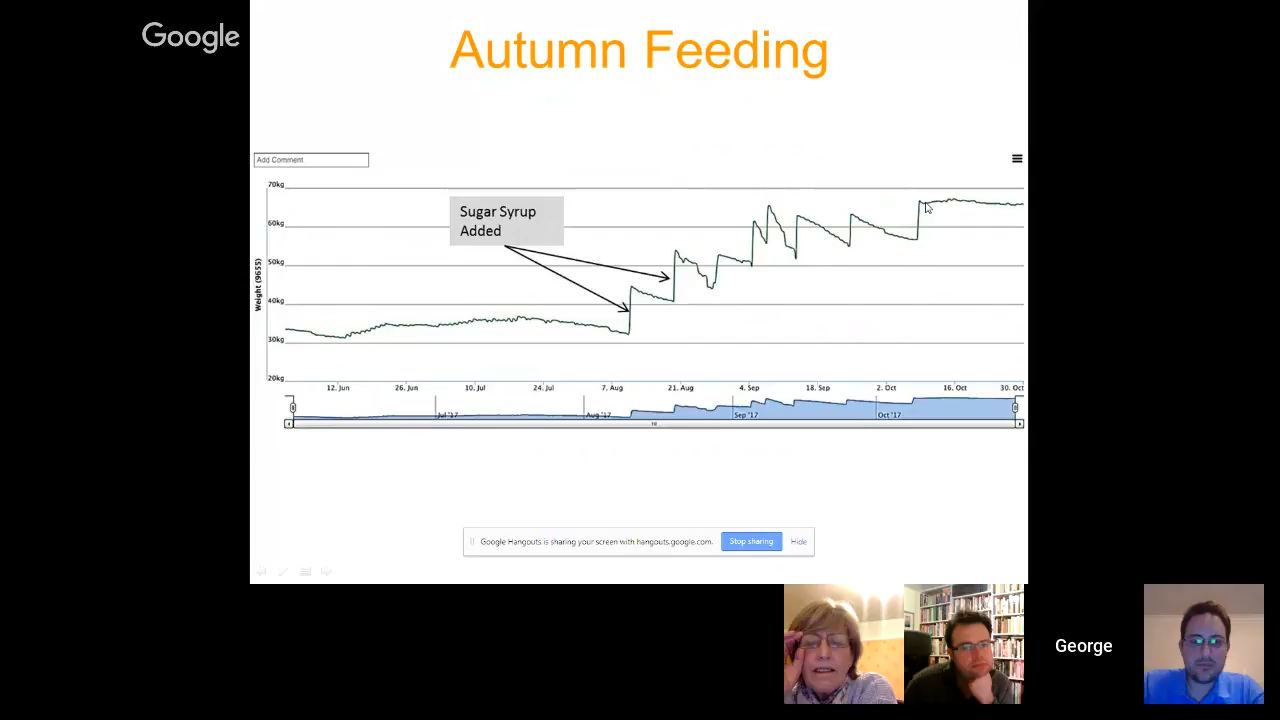 Google
Autumn Feeding
Add Comment
70kg
Sugar Syrup
Added
60kg
50kg
Weight (9655)
40kg
30kg
20kg
12. Jun 26. Jun 10. Jul 24. Jul 7. Aug 21. Aug 4. Sep 18. Sep 2. Oct 16. Oct 30. Oct
Jul '17 Aug '17 Sep '17 Oct '17
Google Hangouts is sharing your screen with hangouts.google.com. Stop sharing Hide
George